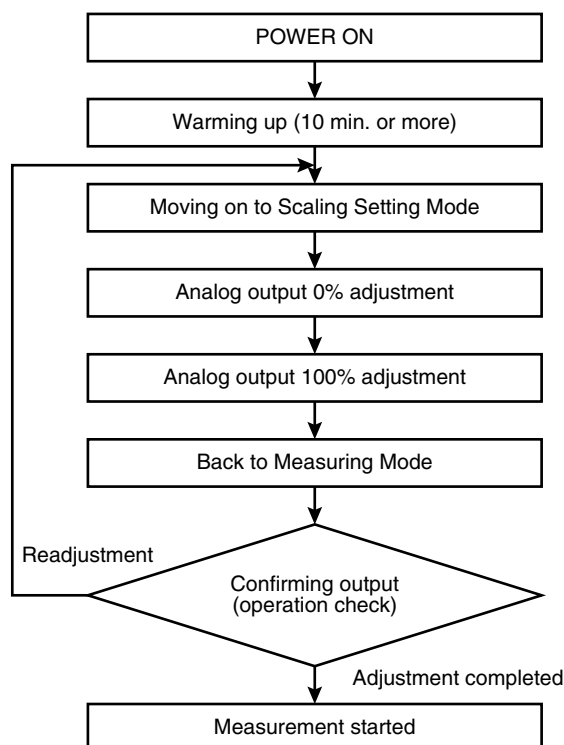 POWER ON
Warming up (10 min. or more)
Moving on to Scaling Setting Mode
Analog output 0% adjustment
Analog output 100% adjustment
Back to Measuring Mode
Readjustment
Confirming output
(operation check)
Adjustment completed
Measurement started